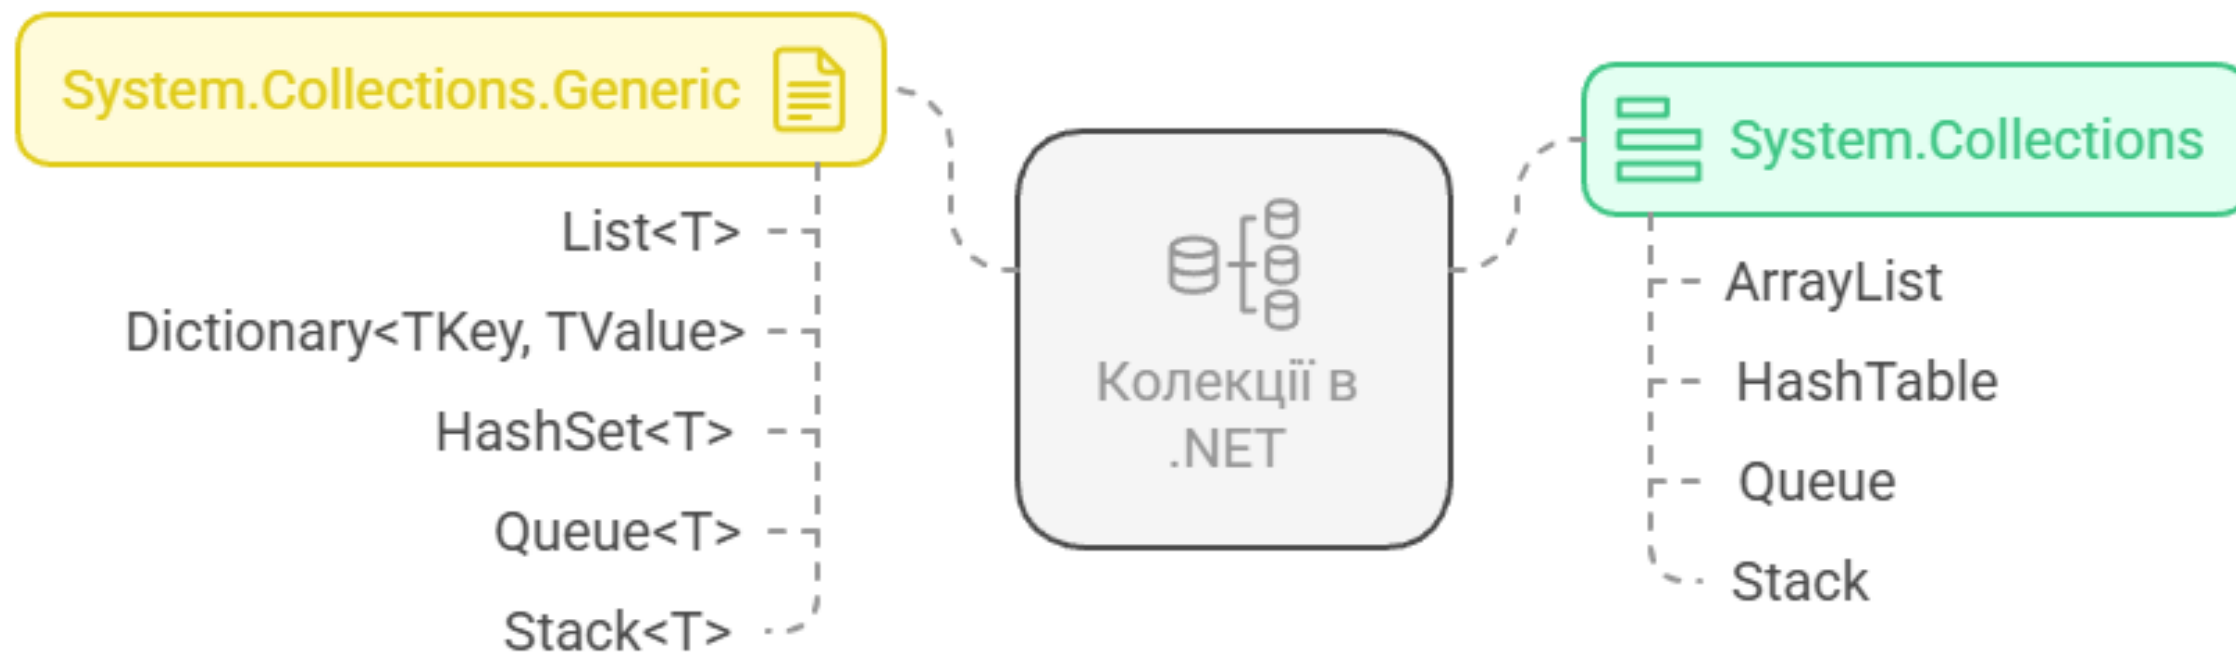 System.Collections.Generic
List<T>
Dictionary<TKey, TValue>
HashSet<T>
Queue<T>
Stack<T>
Колекції в
.NET
System.Collections
ArrayList
HashTable
Queue
Stack